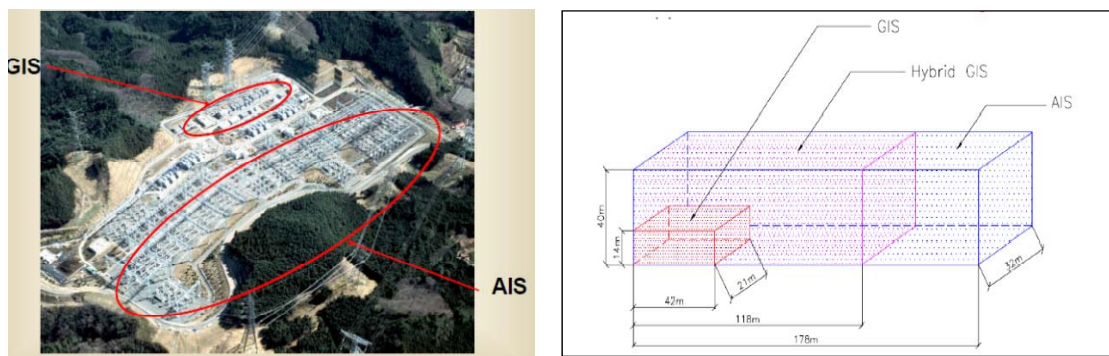 GIS
AIS
GIS
Hybrid GIS
AIS
40m
14m
21m
32m
42m
118m
178m